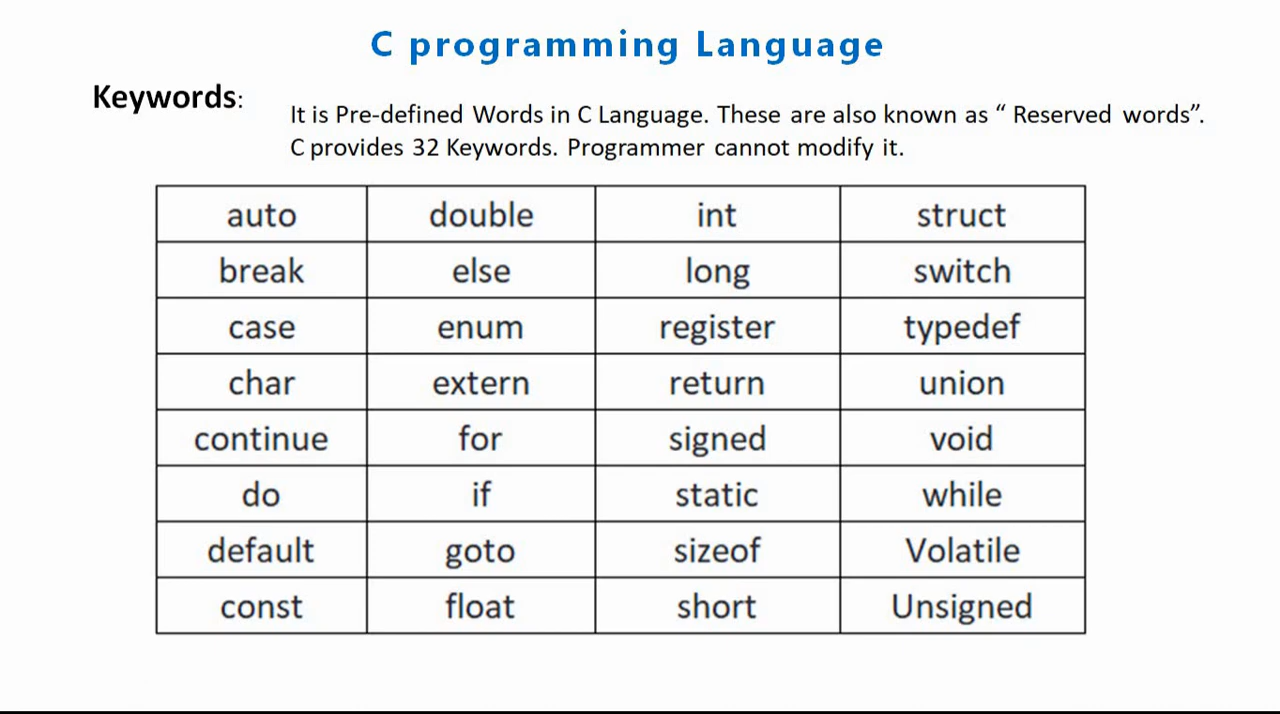 C programming Language
Keywords:
It is Pre-defined Words in C Language. These are also known as “ Reserved words”.
C provides 32 Keywords. Programmer cannot modify it.
auto double int struct
break else long switch
case enum register typedef
char extern return union
continue for signed void
do if static while
default goto sizeof Volatile
const float short Unsigned